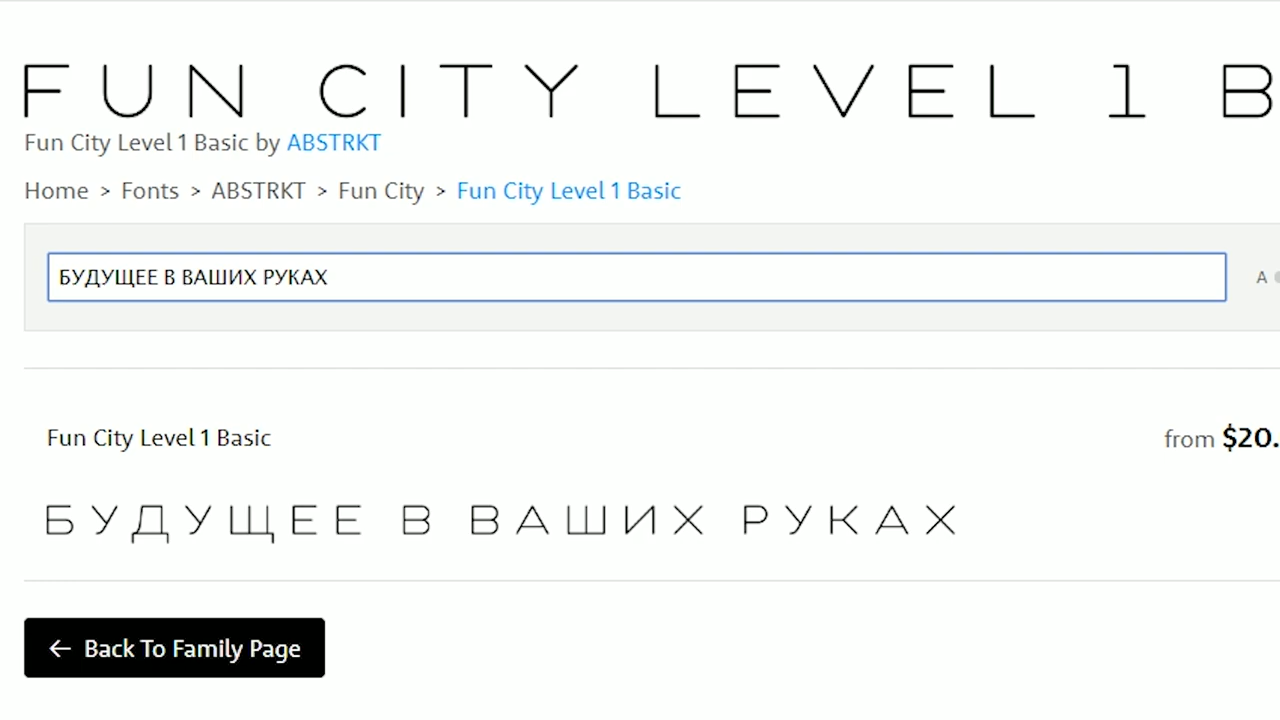 FUN CITY LEVEL 1 B
Fun City Level 1 Basic by ABSTRKT
Home > Fonts > ABSTRKT > Fun City > Fun City Level 1 Basic
БУДУЩЕЕ В ВАШИХ РУКАХ
A
Fun City Level 1 Basic
from $20.
БУДУЩЕЕ В ВАШИХ РУКАХ
← Back To Family Page